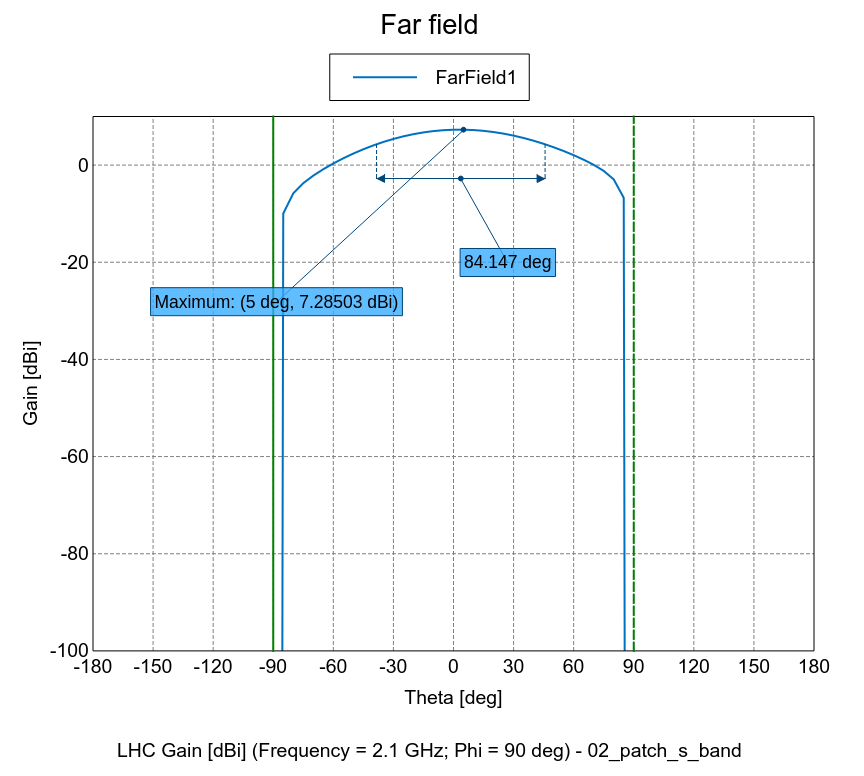 Far field
FarField1
0
-20
-40
-60
-80
-100
Gain [dBi]
84.147 deg
Maximum: (5 deg, 7.28503 dBi)
-180 -150 -120 -90 -60 -30 0 30 60 90 120 150 180
Theta [deg]
LHC Gain [dBi] (Frequency = 2.1 GHz; Phi = 90 deg) - 02_patch_s_band